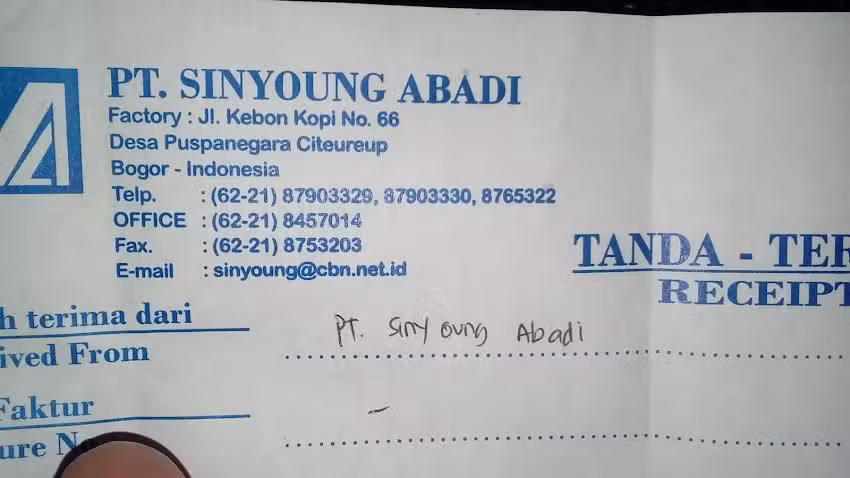 PT. SINYOUNG ABADI
Factory : Jl. Kebon Kopi No. 66
Desa Puspanegara Citeureup
Bogor - Indonesia
Telp. : (62-21) 87903329, 87903330, 8765322
OFFICE : (62-21) 8457014
Fax. : (62-21) 8753203
E-mail : sinyoung@cbn.net.id
TANDA - TER
RECEIPT
h terima dari
ived From PT. Sinyoung Abadi
Faktur -
ure No